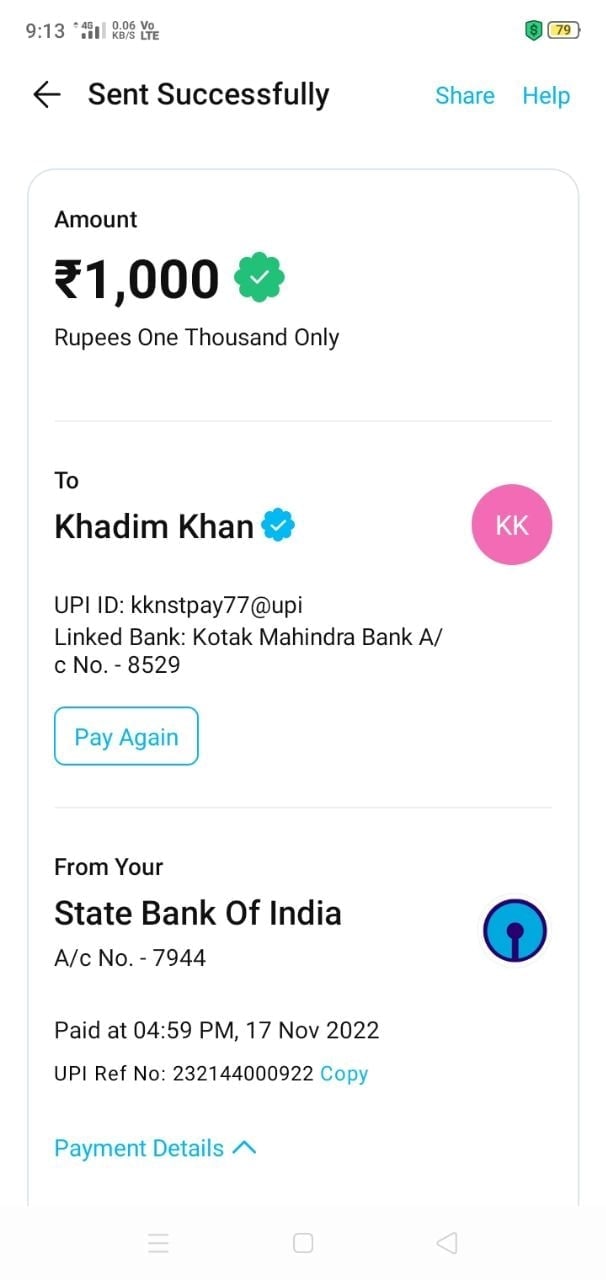 9:13 4G 0.06 KB/S Vo LTE 79
Sent Successfully Share Help
Amount
₹1,000
Rupees One Thousand Only
To
Khadim Khan KK
UPI ID: kknstpay77@upi
Linked Bank: Kotak Mahindra Bank A/
c No. - 8529
Pay Again
From Your
State Bank Of India
A/c No. - 7944
Paid at 04:59 PM, 17 Nov 2022
UPI Ref No: 232144000922 Copy
Payment Details